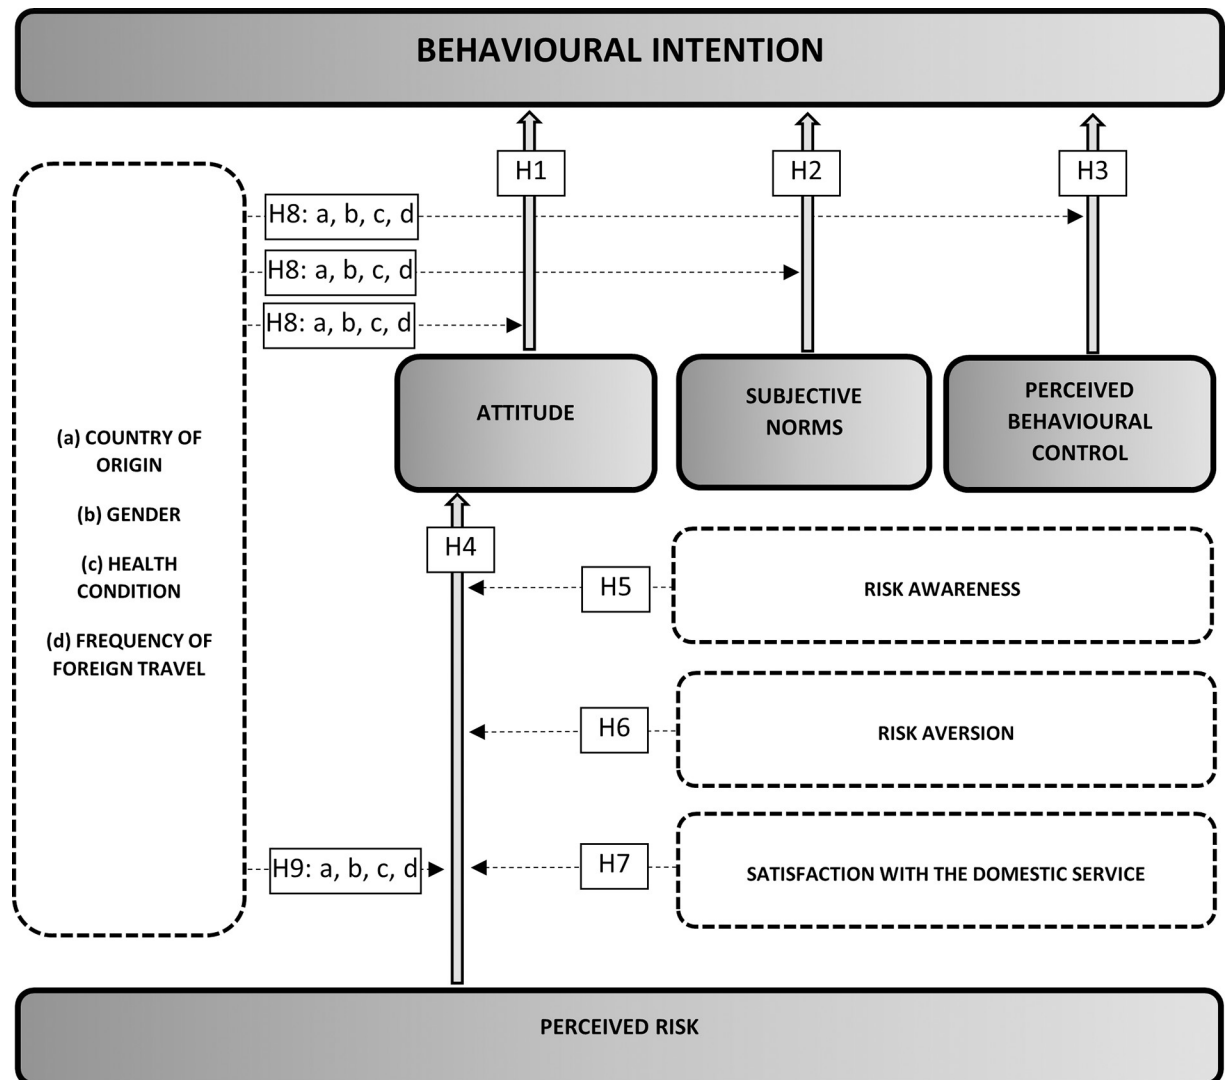 BEHAVIOURAL INTENTION
H1
H2
H3
H8: a, b, c, d
H8: a, b, c, d
H8: a, b, c, d
ATTITUDE
SUBJECTIVE
NORMS
PERCEIVED
BEHAVIOURAL
CONTROL
(a) COUNTRY OF
ORIGIN
(b) GENDER
(c) HEALTH
CONDITION
(d) FREQUENCY OF
FOREIGN TRAVEL
H4
H5
RISK AWARENESS
H6
RISK AVERSION
H9: a, b, c, d
H7
SATISFACTION WITH THE DOMESTIC SERVICE
PERCEIVED RISK